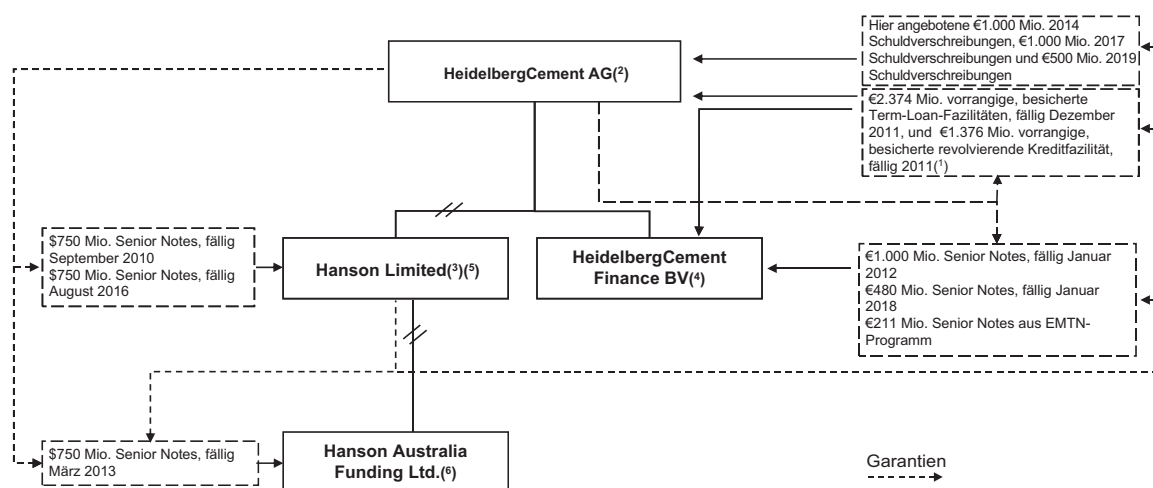 Hier angebotene €1.000 Mio. 2014
Schuldverschreibungen, €1.000 Mio. 2017
Schuldverschreibungen und €500 Mio. 2019
Schuldverschreibungen
HeidelbergCement AG(²)
€2.374 Mio. vorrangige, besicherte
Term-Loan-Fazilitäten, fällig Dezember
2011, und €1.376 Mio. vorrangige,
besicherte revolvierende Kreditfazilität,
fällig 2011(¹)
$750 Mio. Senior Notes, fällig
September 2010
$750 Mio. Senior Notes, fällig
August 2016
Hanson Limited(³)(⁵)
HeidelbergCement
Finance BV(⁴)
€1.000 Mio. Senior Notes, fällig Januar
2012
€480 Mio. Senior Notes, fällig Januar
2018
€211 Mio. Senior Notes aus EMTN-
Programm
$750 Mio. Senior Notes, fällig
März 2013
Hanson Australia
Funding Ltd.(⁶)
Garantien